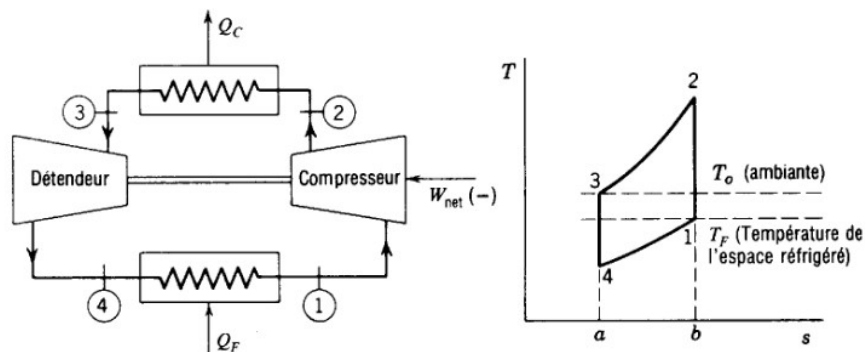 Q_C
3
2
Détendeur
Compresseur
W_net (−)
4
1
Q_F
T
2
3
T_o (ambiante)
1
T_F (Température de
l'espace réfrigéré)
4
a
b
s